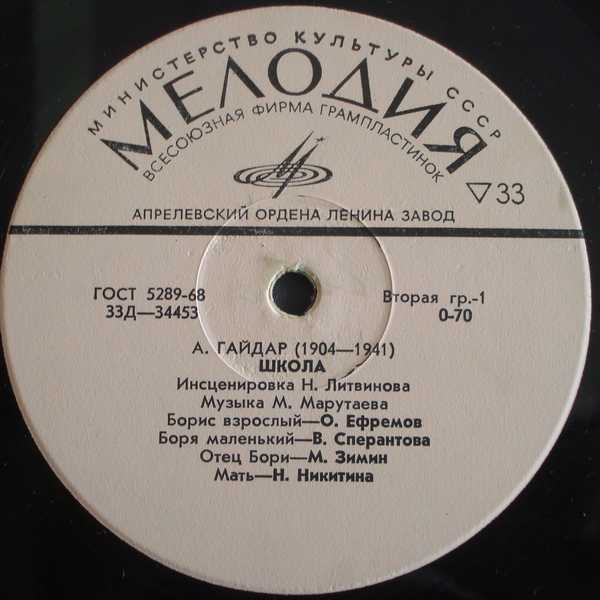 МИНИСТЕРСТВО КУЛЬТУРЫ СССР
МЕЛОДИЯ
ВСЕСОЮЗНАЯ ФИРМА ГРАМПЛАСТИНОК
▽33
АПРЕЛЕВСКИЙ ОРДЕНА ЛЕНИНА ЗАВОД
ГОСТ 5289-68
33Д—34453
Вторая гр.-1
0-70
А. ГАЙДАР (1904—1941)
ШКОЛА
Инсценировка Н. Литвинова
Музыка М. Марутаева
Борис взрослый—О. Ефремов
Боря маленький—В. Сперантова
Отец Бори—М. Зимин
Мать—Н. Никитина